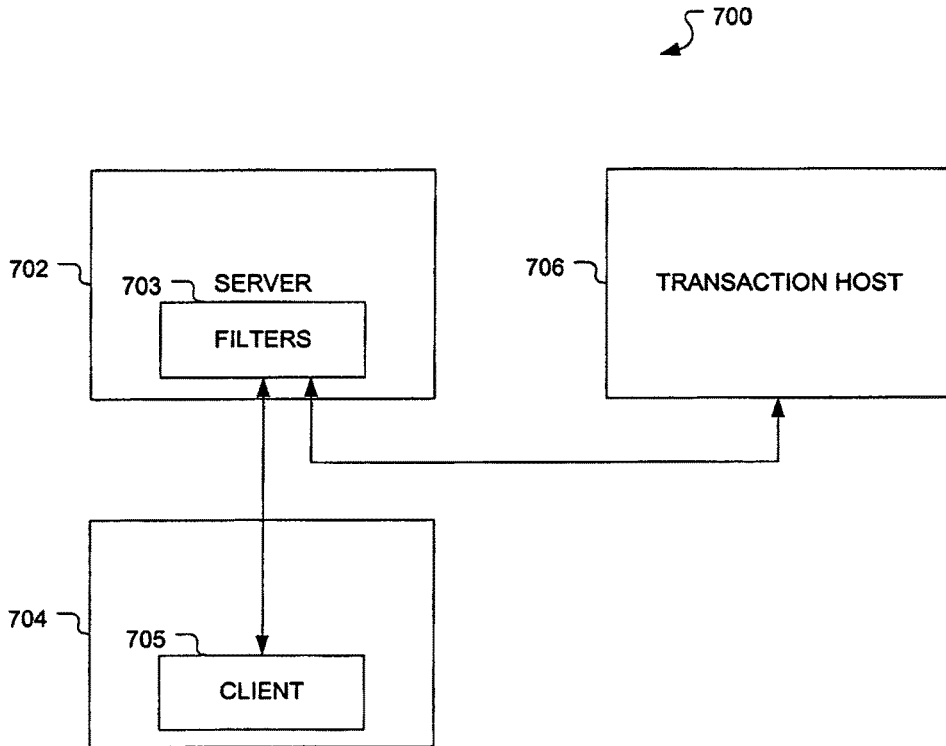 700
702
703
SERVER
FILTERS
706
TRANSACTION HOST
704
705
CLIENT